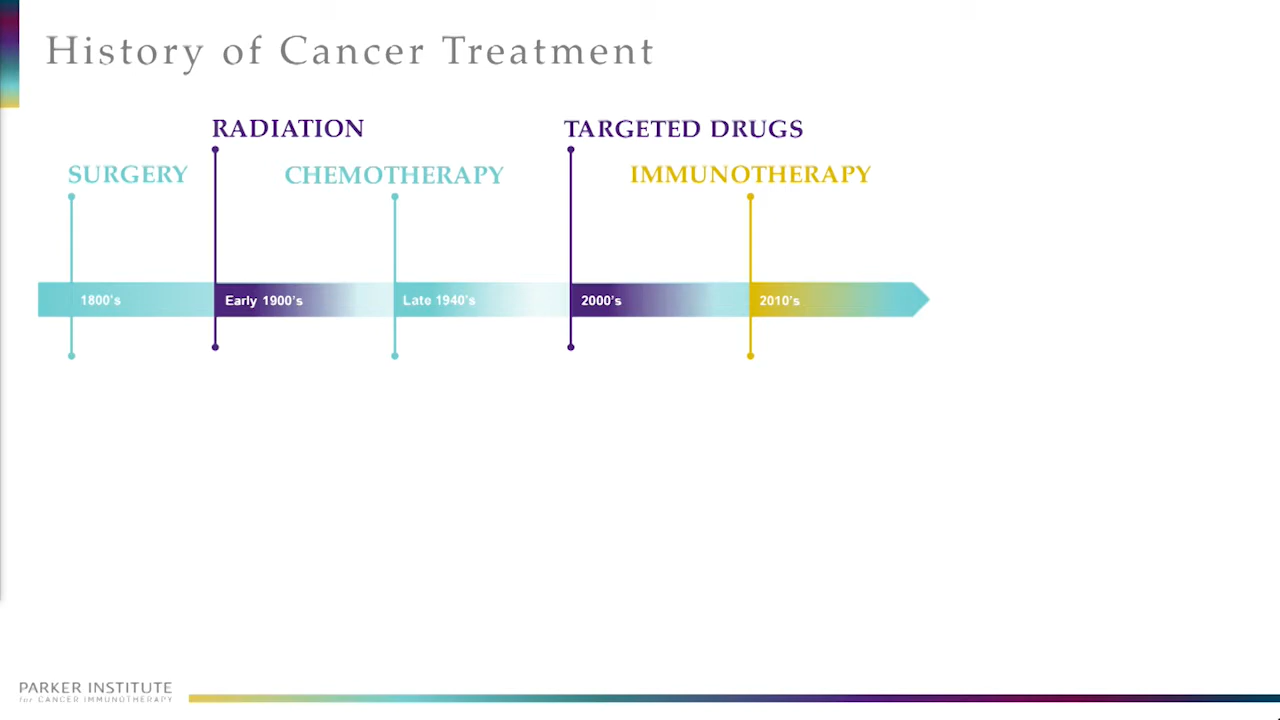 History of Cancer Treatment
RADIATION
TARGETED DRUGS
SURGERY
CHEMOTHERAPY
IMMUNOTHERAPY
1800's
Early 1900's
Late 1940's
2000's
2010's
PARKER INSTITUTE
for CANCER IMMUNOTHERAPY